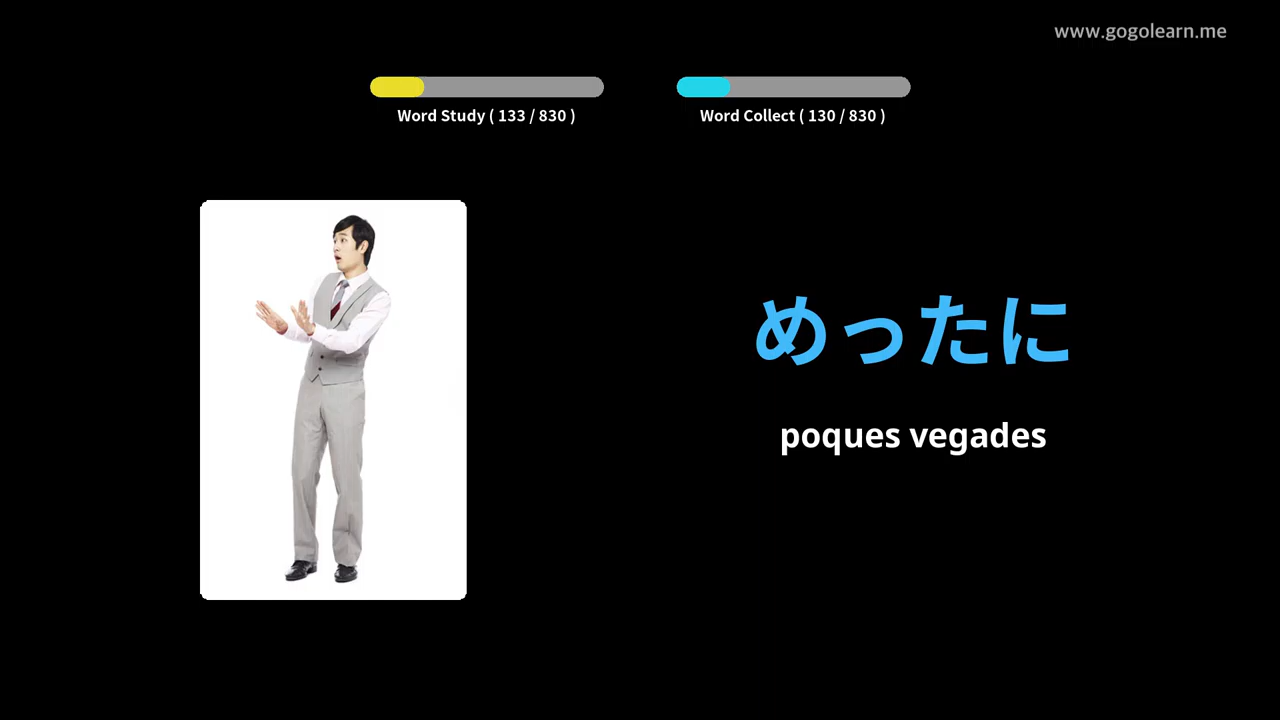 www.gogolearn.me
Word Study ( 133 / 830 )
Word Collect ( 130 / 830 )
めったに
poques vegades